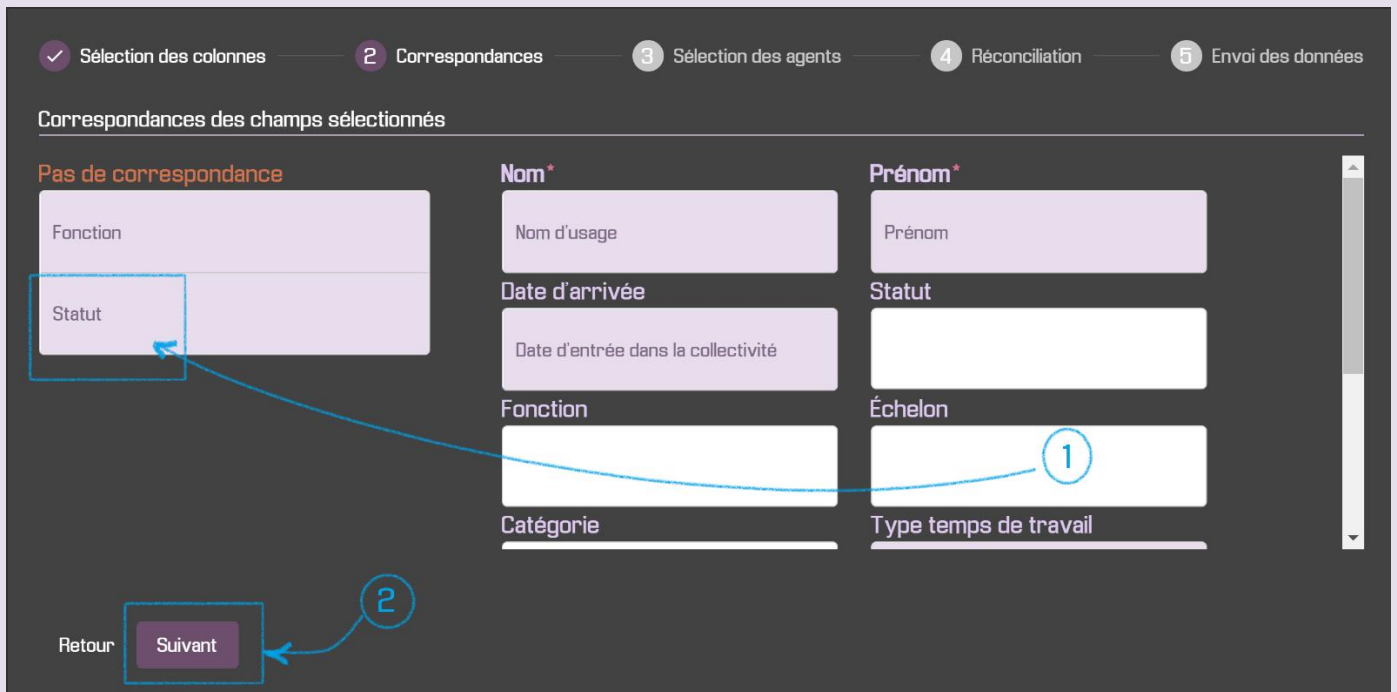 Sélection des colonnes
2 Correspondances
3 Sélection des agents
4 Réconciliation
5 Envoi des données
Correspondances des champs sélectionnés
Pas de correspondance
Fonction
Statut
Nom*
Prénom*
Nom d'usage
Prénom
Date d'arrivée
Statut
Date d'entrée dans la collectivité
Fonction
Échelon
1
Catégorie
Type temps de travail
2
Retour
Suivant